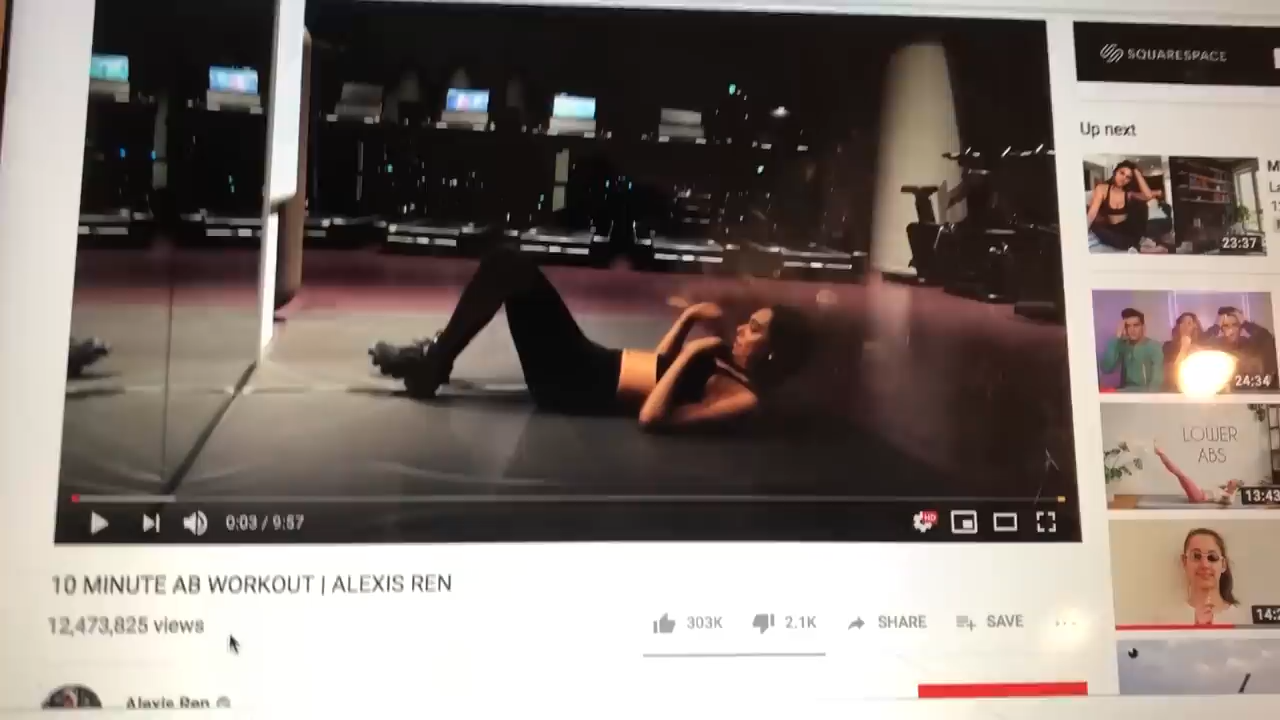 SQUARESPACE
Up next
23:37
24:34
LOWER
ABS
13:43
0:03 / 9:57
HD
10 MINUTE AB WORKOUT | ALEXIS REN
12,473,825 views
303K
2.1K
SHARE
SAVE
Alexis Ren